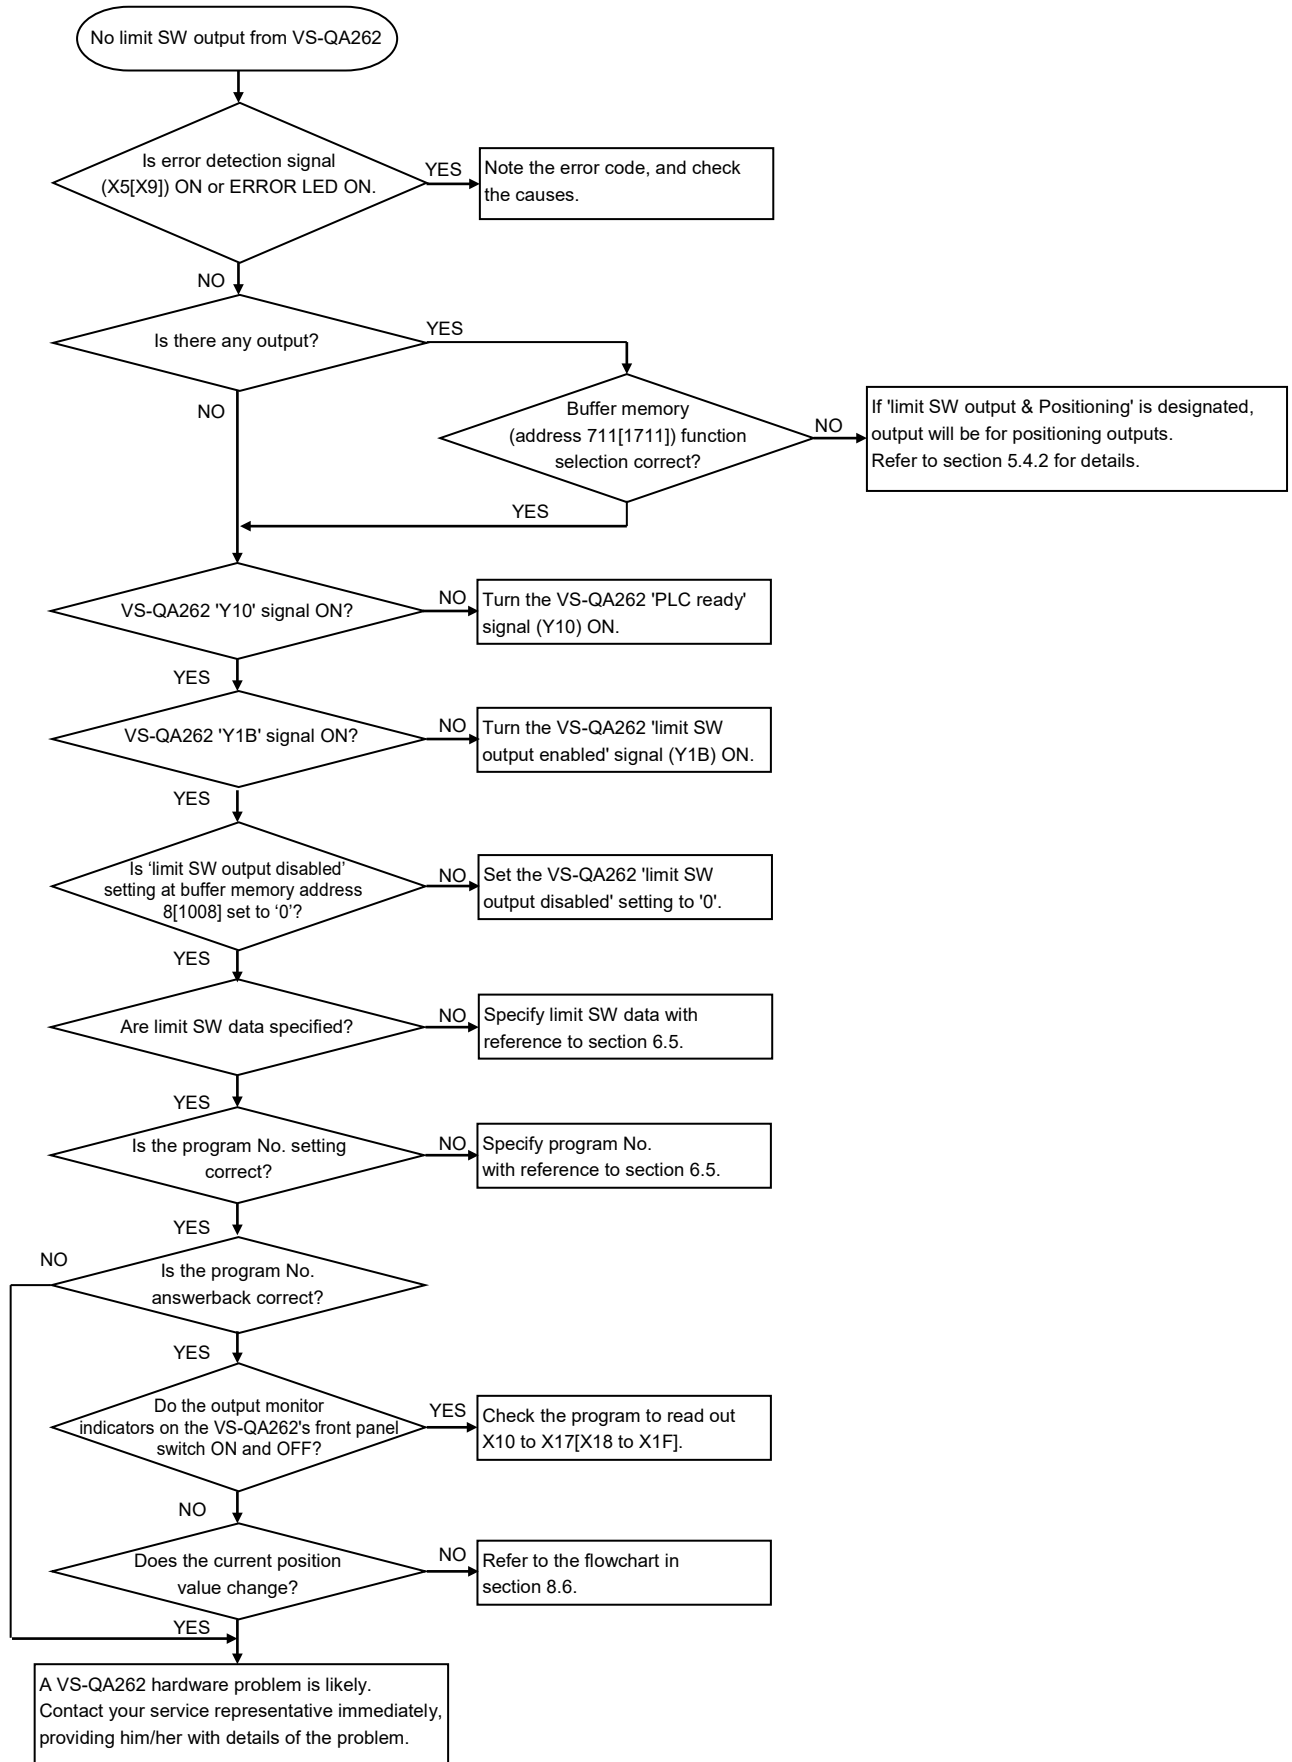 No limit SW output from VS-QA262
Is error detection signal
(X5[X9]) ON or ERROR LED ON.
YES
Note the error code, and check
the causes.
NO
Is there any output?
YES
NO
Buffer memory
(address 711[1711]) function
selection correct?
NO
If 'limit SW output & Positioning' is designated,
output will be for positioning outputs.
Refer to section 5.4.2 for details.
YES
VS-QA262 'Y10' signal ON?
NO
Turn the VS-QA262 'PLC ready'
signal (Y10) ON.
YES
VS-QA262 'Y1B' signal ON?
NO
Turn the VS-QA262 'limit SW
output enabled' signal (Y1B) ON.
YES
Is ‘limit SW output disabled’
setting at buffer memory address
8[1008] set to ‘0’?
NO
Set the VS-QA262 'limit SW
output disabled' setting to '0'.
YES
Are limit SW data specified?
NO
Specify limit SW data with
reference to section 6.5.
YES
Is the program No. setting
correct?
NO
Specify program No.
with reference to section 6.5.
YES
NO
Is the program No.
answerback correct?
YES
Do the output monitor
indicators on the VS-QA262's front panel
switch ON and OFF?
YES
Check the program to read out
X10 to X17[X18 to X1F].
NO
Does the current position
value change?
NO
Refer to the flowchart in
section 8.6.
YES
A VS-QA262 hardware problem is likely.
Contact your service representative immediately,
providing him/her with details of the problem.